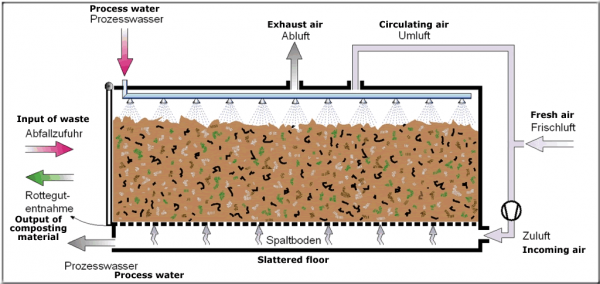 Process water
Prozesswasser
Exhaust air
Abluft
Circulating air
Umluft
Input of waste
Abfallzufuhr
Fresh air
Frischluft
Rottegut-
entnahme
Output of
composting
material
Spaltboden
Slattered floor
Zuluft
Incoming air
Prozesswasser
Process water